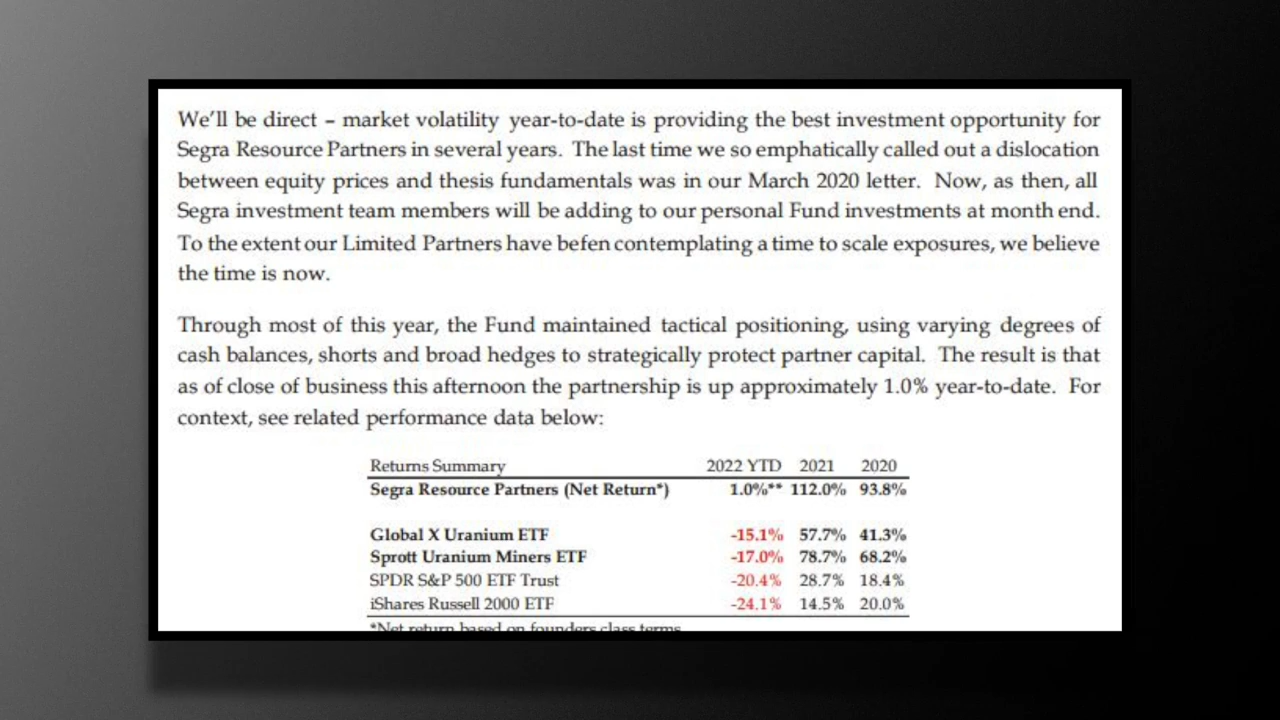 We'll be direct – market volatility year-to-date is providing the best investment opportunity for
Segra Resource Partners in several years. The last time we so emphatically called out a dislocation
between equity prices and thesis fundamentals was in our March 2020 letter. Now, as then, all
Segra investment team members will be adding to our personal Fund investments at month end.
To the extent our Limited Partners have befen contemplating a time to scale exposures, we believe
the time is now.
Through most of this year, the Fund maintained tactical positioning, using varying degrees of
cash balances, shorts and broad hedges to strategically protect partner capital. The result is that
as of close of business this afternoon the partnership is up approximately 1.0% year-to-date. For
context, see related performance data below:
Returns Summary 2022 YTD 2021 2020
Segra Resource Partners (Net Return*) 1.0%** 112.0% 93.8%
Global X Uranium ETF -15.1% 57.7% 41.3%
Sprott Uranium Miners ETF -17.0% 78.7% 68.2%
SPDR S&P 500 ETF Trust -20.4% 28.7% 18.4%
iShares Russell 2000 ETF -24.1% 14.5% 20.0%
*Net return based on founders class terms